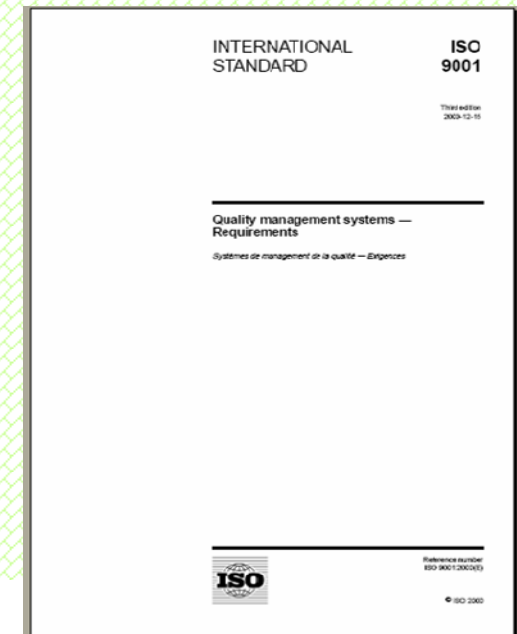 INTERNATIONAL
STANDARD
ISO
9001
Third edition
2000-12-15
Quality management systems —
Requirements
Systèmes de management de la qualité — Exigences
ISO
Reference number
ISO 9001:2000(E)
© ISO 2000